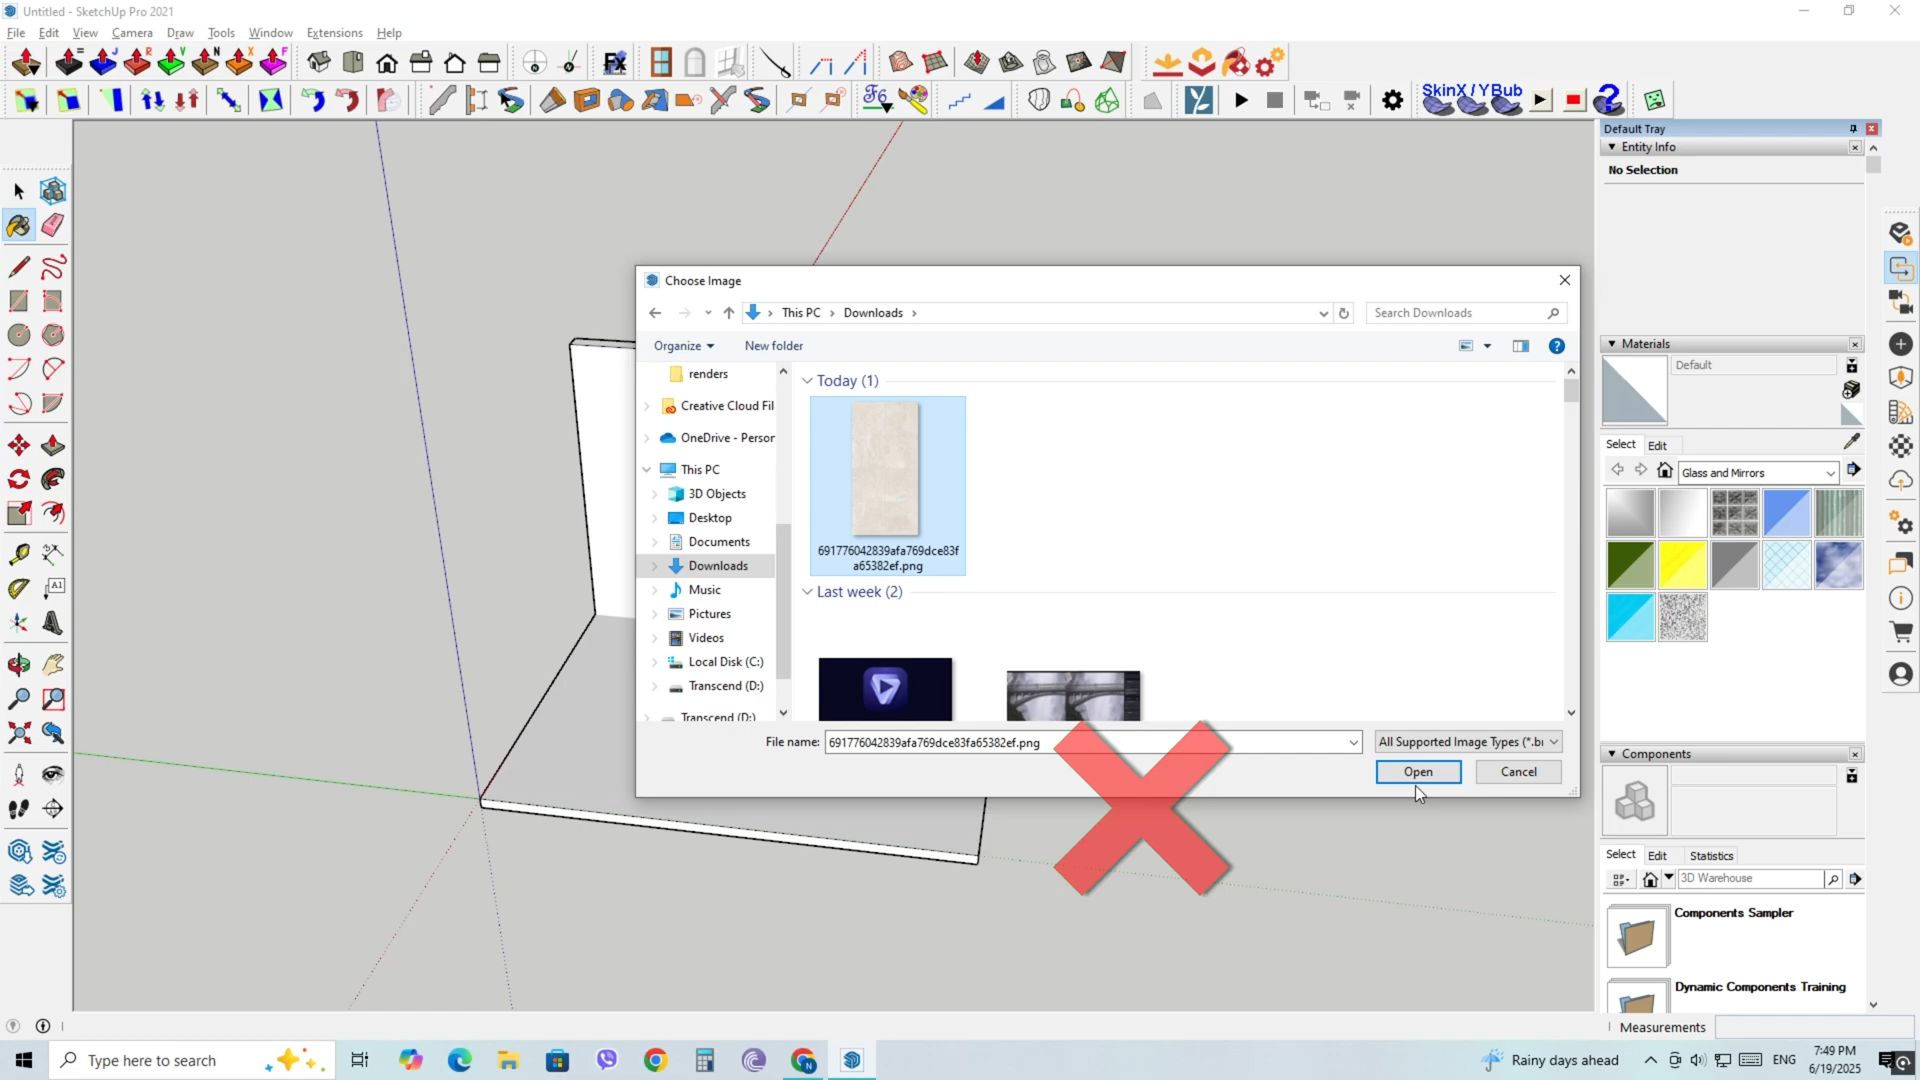 Untitled - SketchUp Pro 2021
File Edit View Camera Draw Tools Window Extensions Help
SkinX / YBub
Default Tray
Entity Info
No Selection
Choose Image
This PC Downloads
Search Downloads
Organize New folder
renders
Creative Cloud Fil
OneDrive - Persor
This PC
3D Objects
Desktop
Documents
Downloads
Music
Pictures
Videos
Local Disk (C:)
Transcend (D:)
Transcend (D:)
Today (1)
691776042839afa769dce83f
a65382ef.png
Last week (2)
File name: 691776042839afa769dce83fa65382ef.png
All Supported Image Types (*.b
Open Cancel
Materials
Default
Select Edit
Glass and Mirrors
Components
Select Edit Statistics
3D Warehouse
Components Sampler
Dynamic Components Training
Measurements
Type here to search
Rainy days ahead
ENG
7:49 PM
6/19/2025